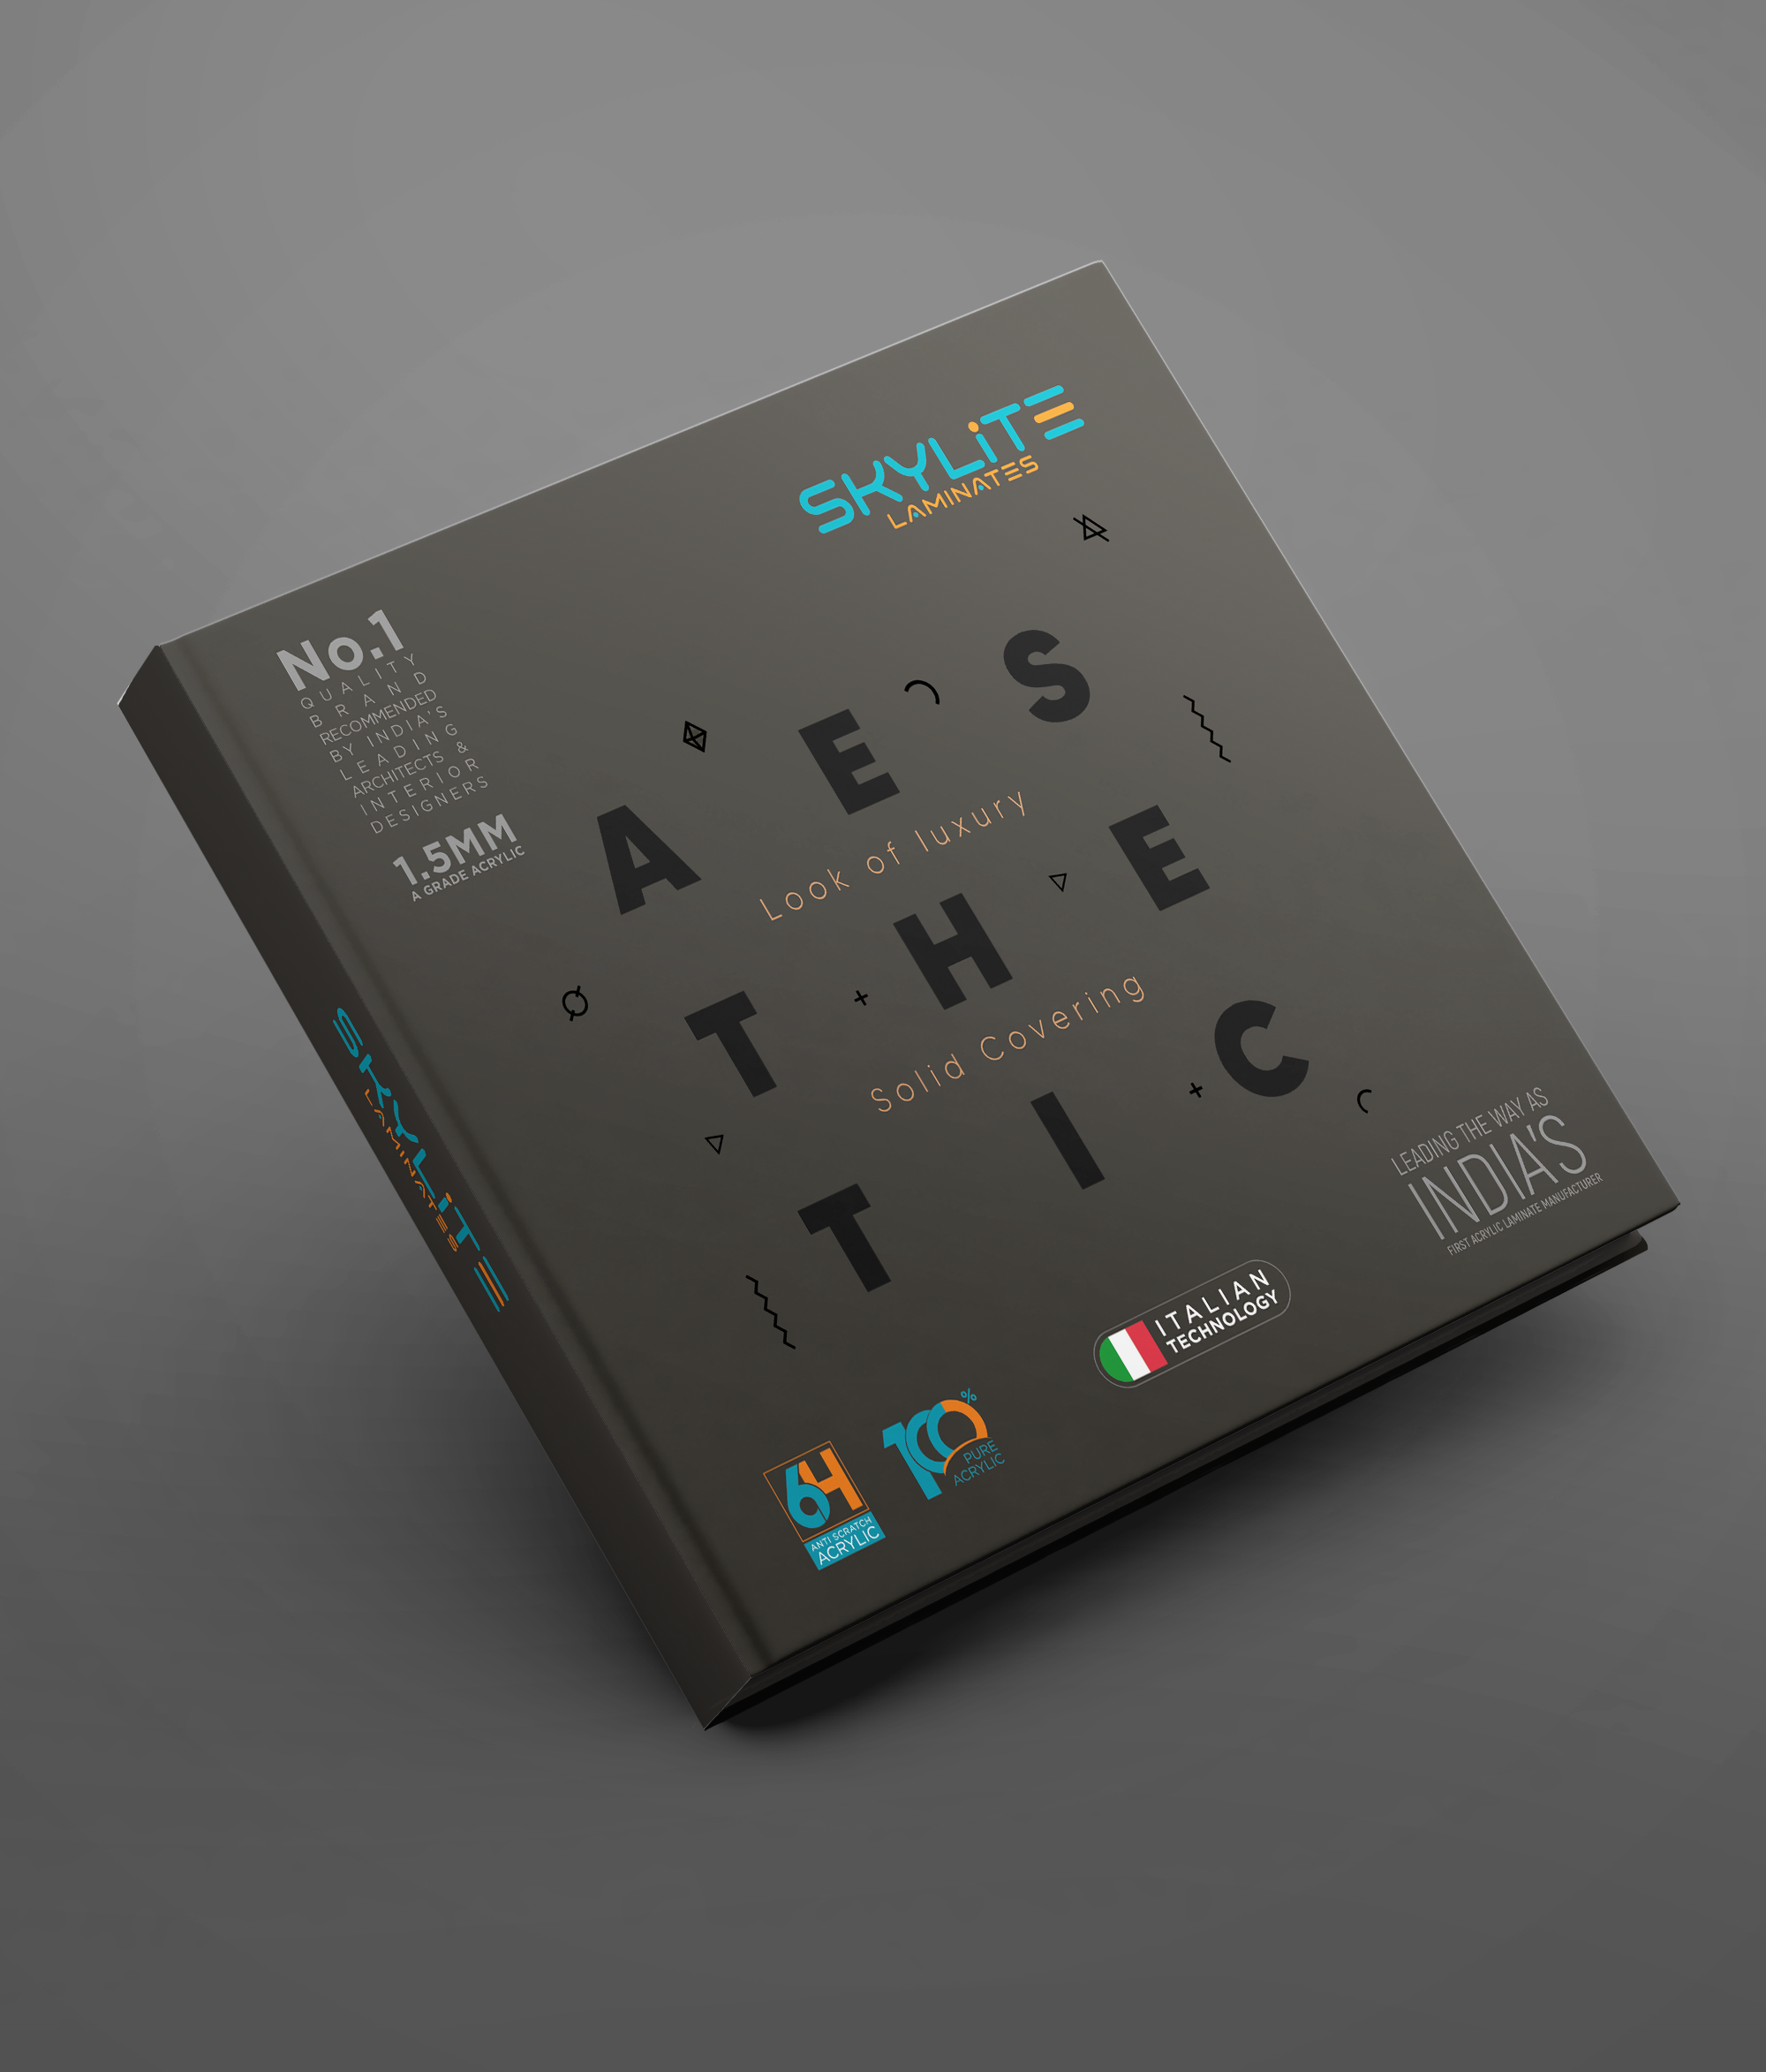 SKYLiTE
LAMINATES
No.1
QUALITY
BRAND
RECOMMENDED
BY INDIA'S
LEADING
ARCHITECTS &
INTERIOR
DESIGNERS
1.5MM
A GRADE ACRYLIC
A E S
Look of luxury
T H E
Solid Covering
T I C
LEADING THE WAY AS
INDIA'S
FIRST ACRYLIC LAMINATE MANUFACTURER
ITALIAN
TECHNOLOGY
100%
PURE
ACRYLIC
64
ANTI SCRATCH
ACRYLIC
SKYLiTE
LAMINATES